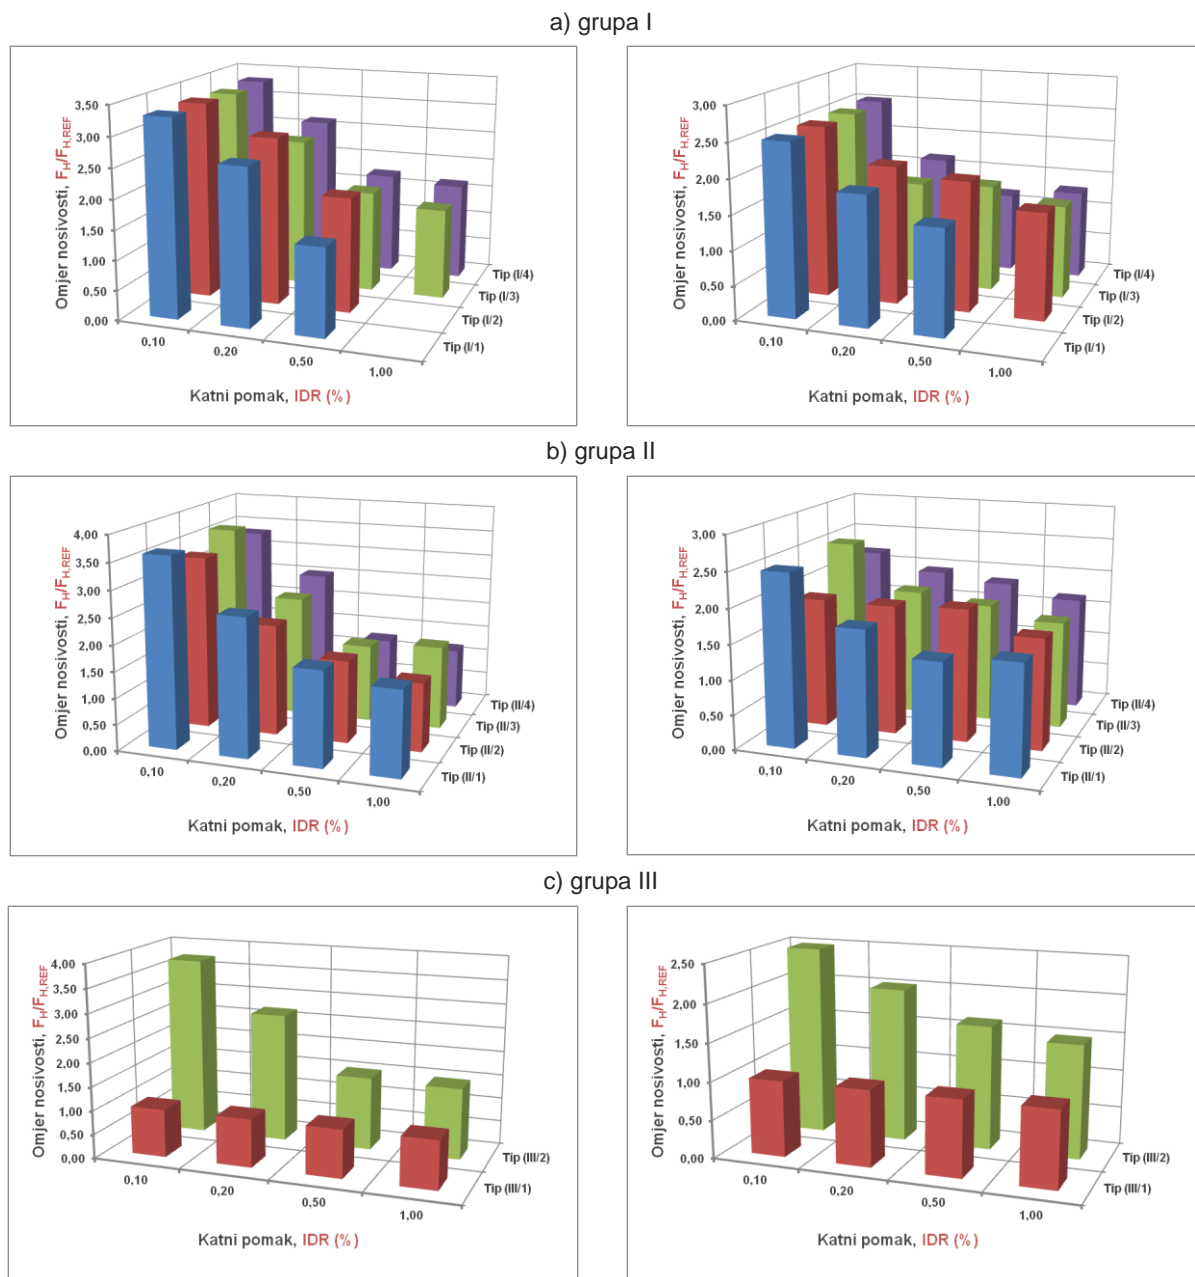 a) grupa I
3,50
3,00
2,50
2,00
1,50
1,00
0,50
0,00
Omjer nosivosti, F_H/F_H,REF
0,10
0,20
0,50
1,00
Tip (I/4)
Tip (I/3)
Tip (I/2)
Tip (I/1)
Katni pomak, IDR (%)
3,00
2,50
2,00
1,50
1,00
0,50
0,00
Omjer nosivosti, F_H/F_H,REF
0,10
0,20
0,50
1,00
Tip (I/4)
Tip (I/3)
Tip (I/2)
Tip (I/1)
Katni pomak, IDR (%)
b) grupa II
4,00
3,50
3,00
2,50
2,00
1,50
1,00
0,50
0,00
Omjer nosivosti, F_H/F_H,REF
0,10
0,20
0,50
1,00
Tip (II/4)
Tip (II/3)
Tip (II/2)
Tip (II/1)
Katni pomak, IDR (%)
3,00
2,50
2,00
1,50
1,00
0,50
0,00
Omjer nosivosti, F_H/F_H,REF
0,10
0,20
0,50
1,00
Tip (II/4)
Tip (II/3)
Tip (II/2)
Tip (II/1)
Katni pomak, IDR (%)
c) grupa III
4,00
3,50
3,00
2,50
2,00
1,50
1,00
0,50
0,00
Omjer nosivosti, F_H/F_H,REF
0,10
0,20
0,50
1,00
Tip (III/2)
Tip (III/1)
Katni pomak, IDR (%)
2,50
2,00
1,50
1,00
0,50
0,00
Omjer nosivosti, F_H/F_H,REF
0,10
0,20
0,50
1,00
Tip (III/2)
Tip (III/1)
Katni pomak, IDR (%)